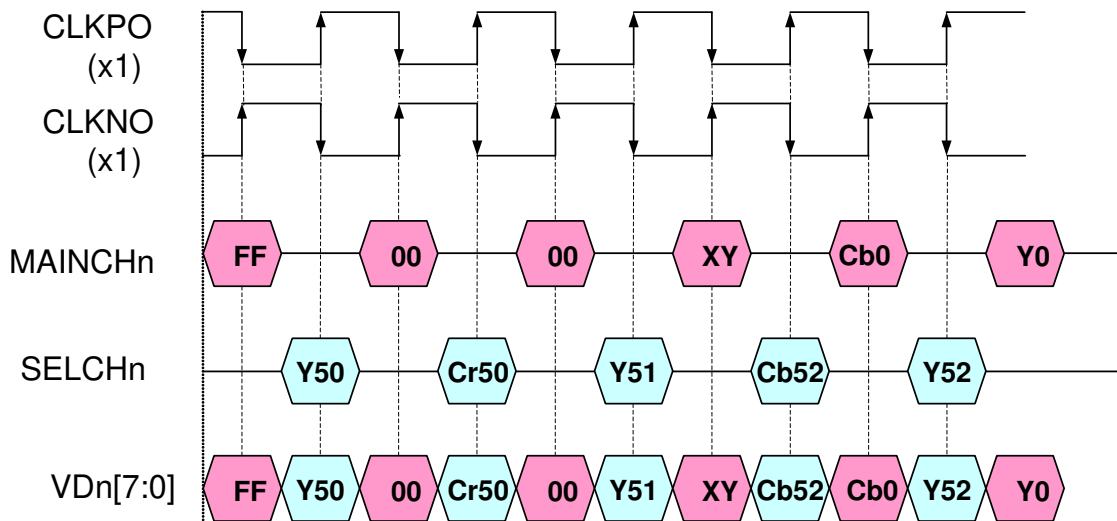 CLKPO
(x1)
CLKNO
(x1)
MAINCHn FF 00 00 XY Cb0 Y0
SELCHn Y50 Cr50 Y51 Cb52 Y52
VDn[7:0] FF Y50 00 Cr50 00 Y51 XY Cb52 Cb0 Y52 Y0